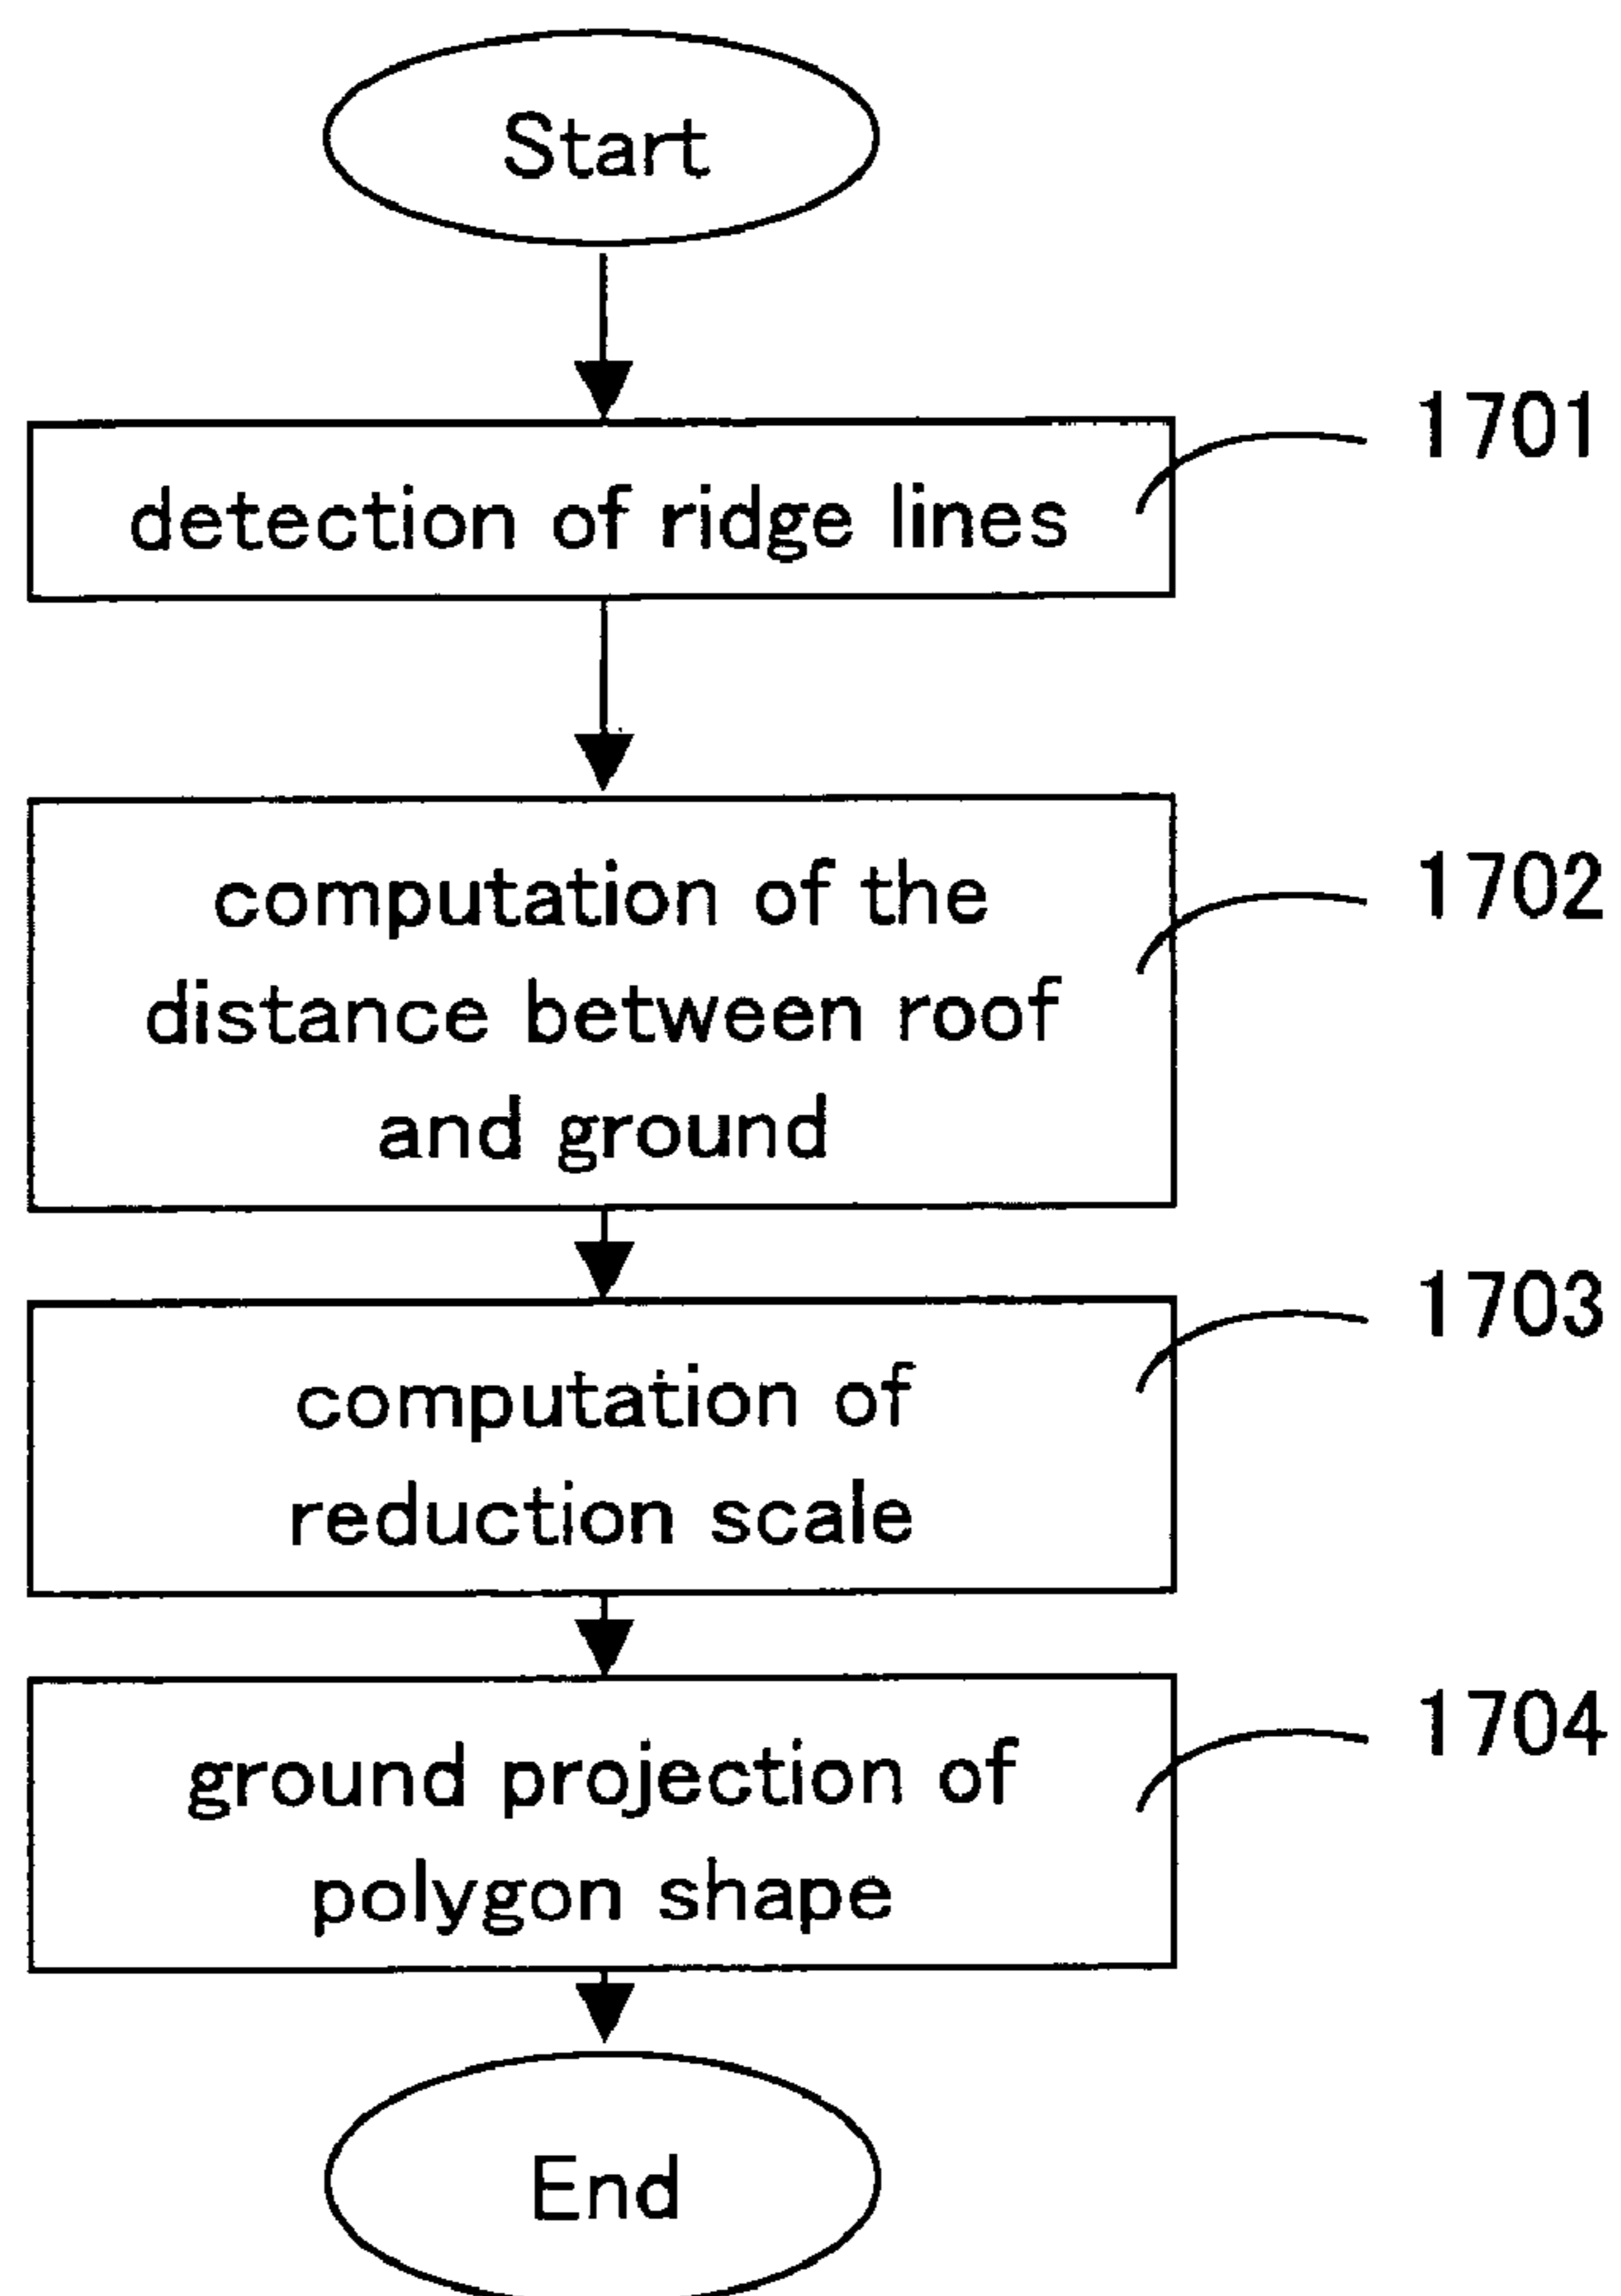 Start
1701
detection of ridge lines
1702
computation of the
distance between roof
and ground
1703
computation of
reduction scale
1704
ground projection of
polygon shape
End